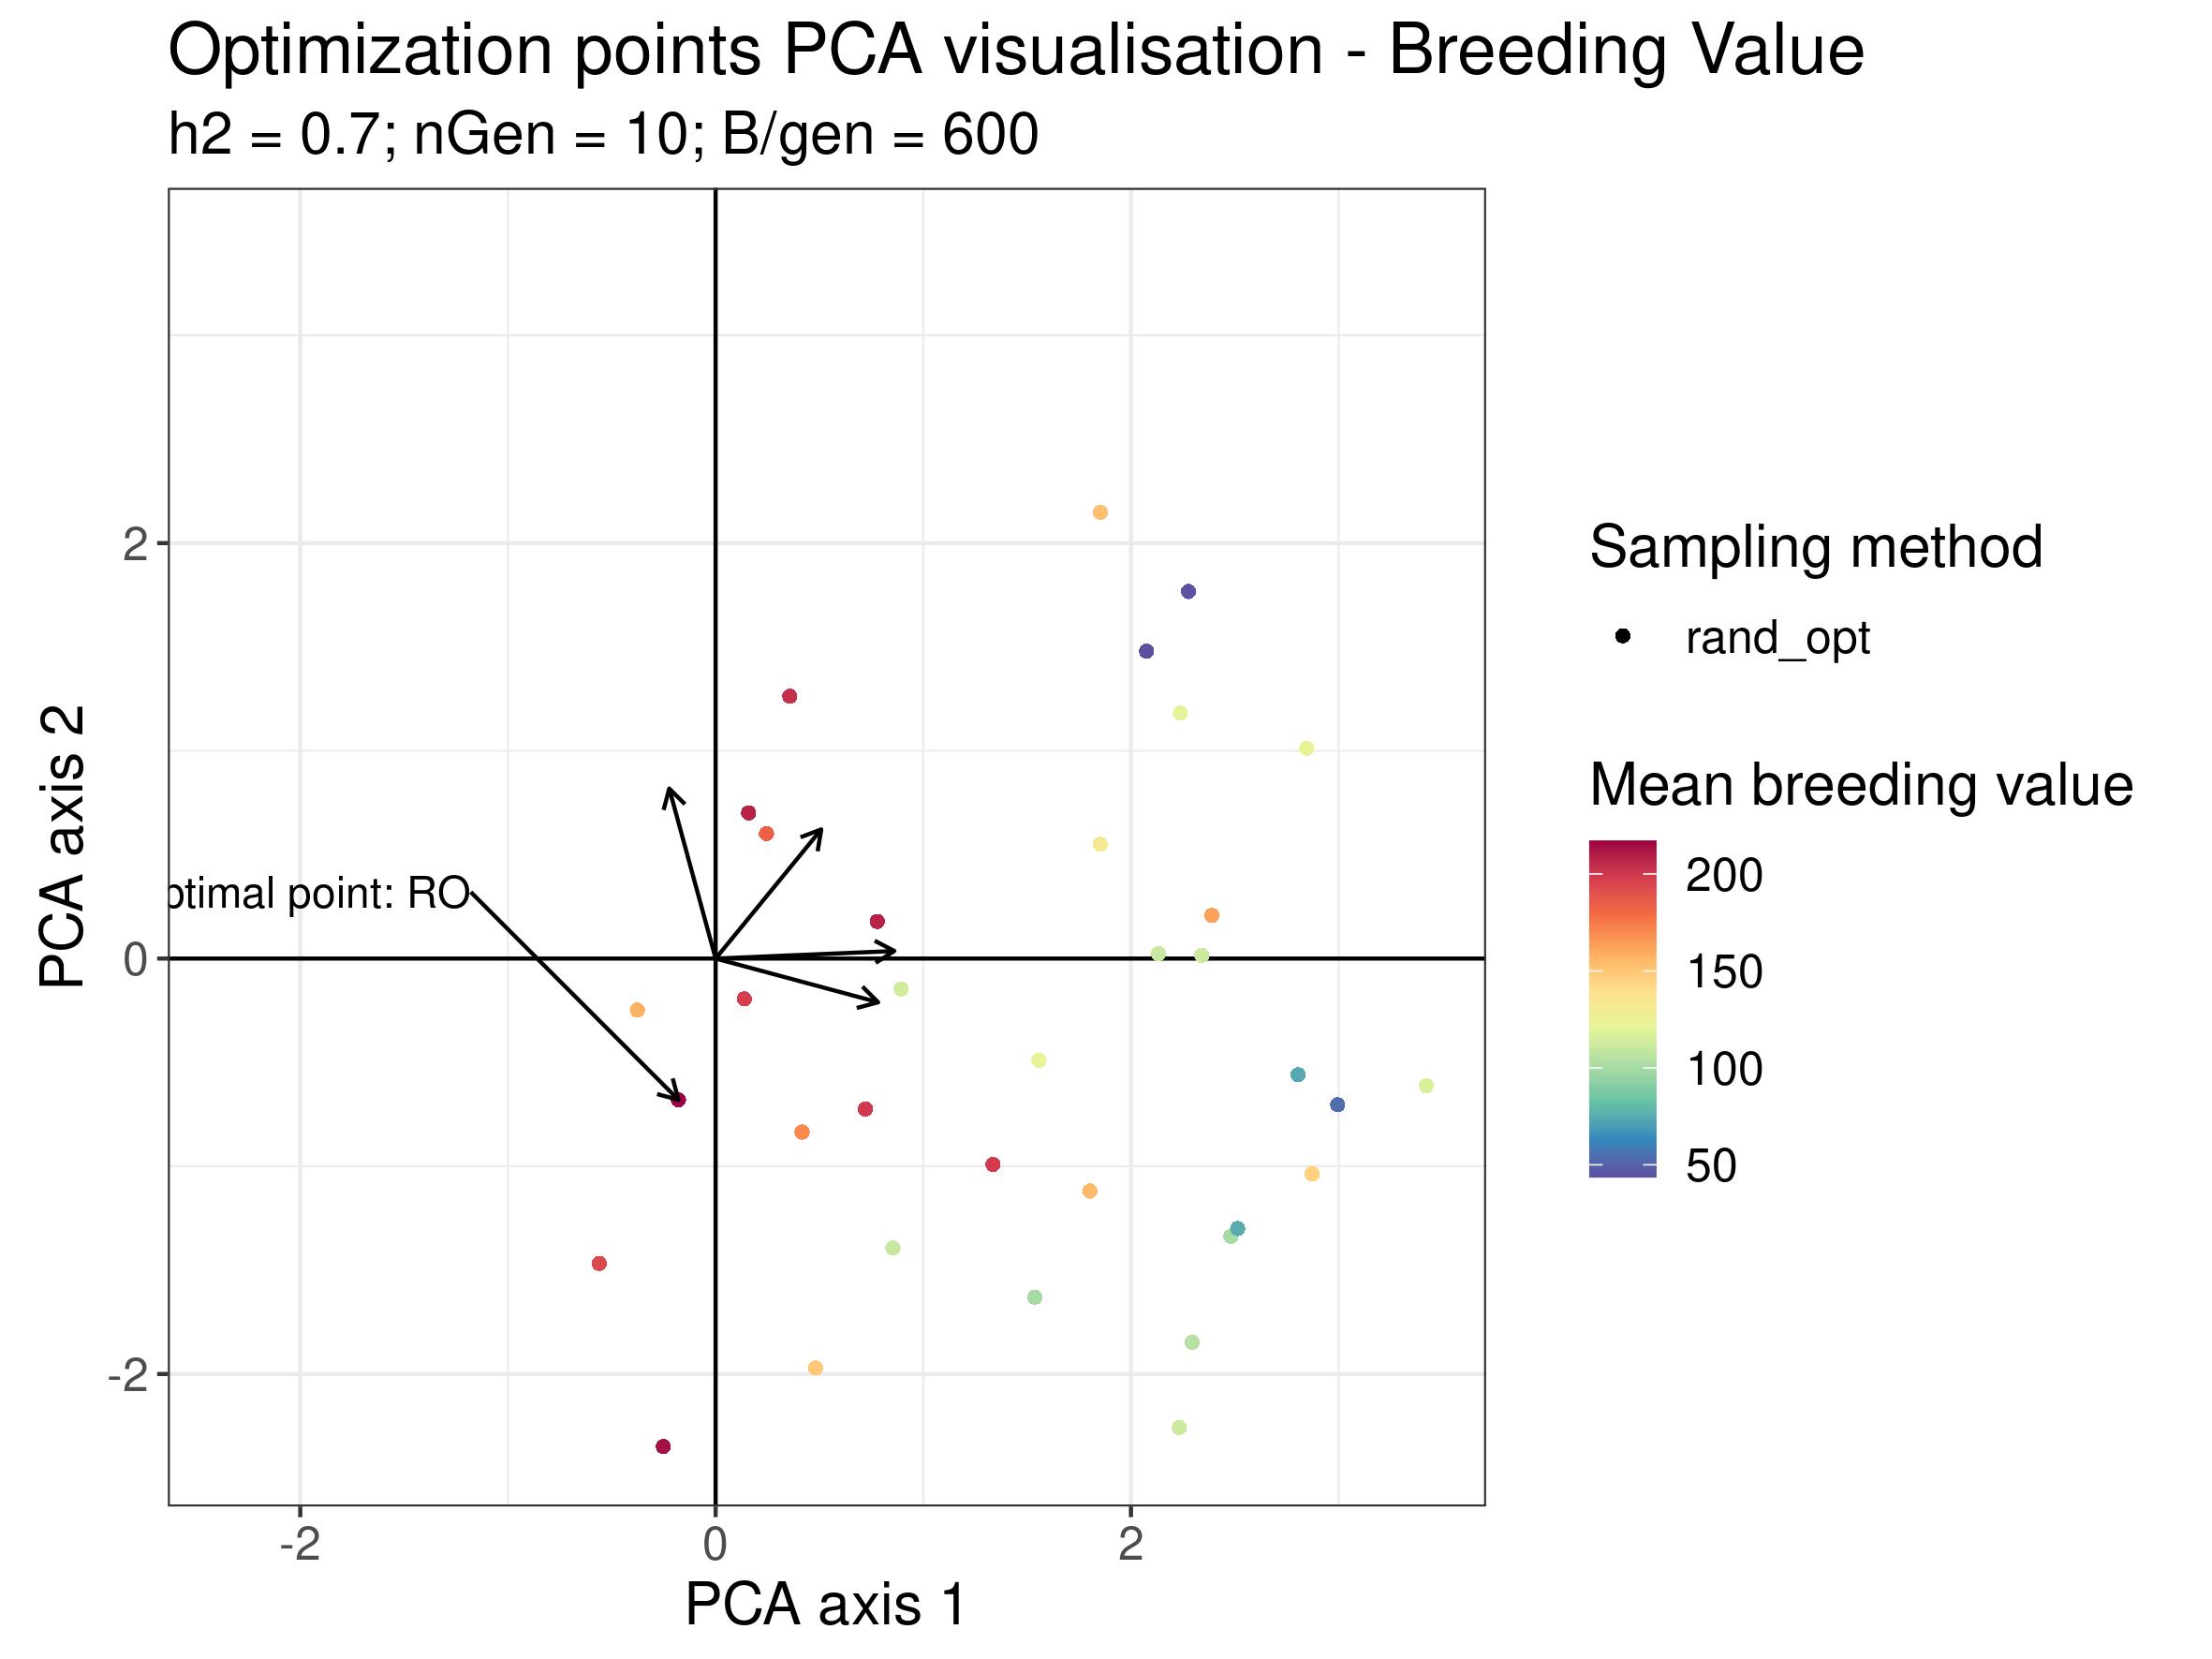 Optimization points PCA visualisation - Breeding Value
h2 = 0.7; nGen = 10; B/gen = 600
PCA axis 2
2
0
-2
ptimal point: RO
-2
0
2
PCA axis 1
Sampling method
rand_opt
Mean breeding value
200
150
100
50